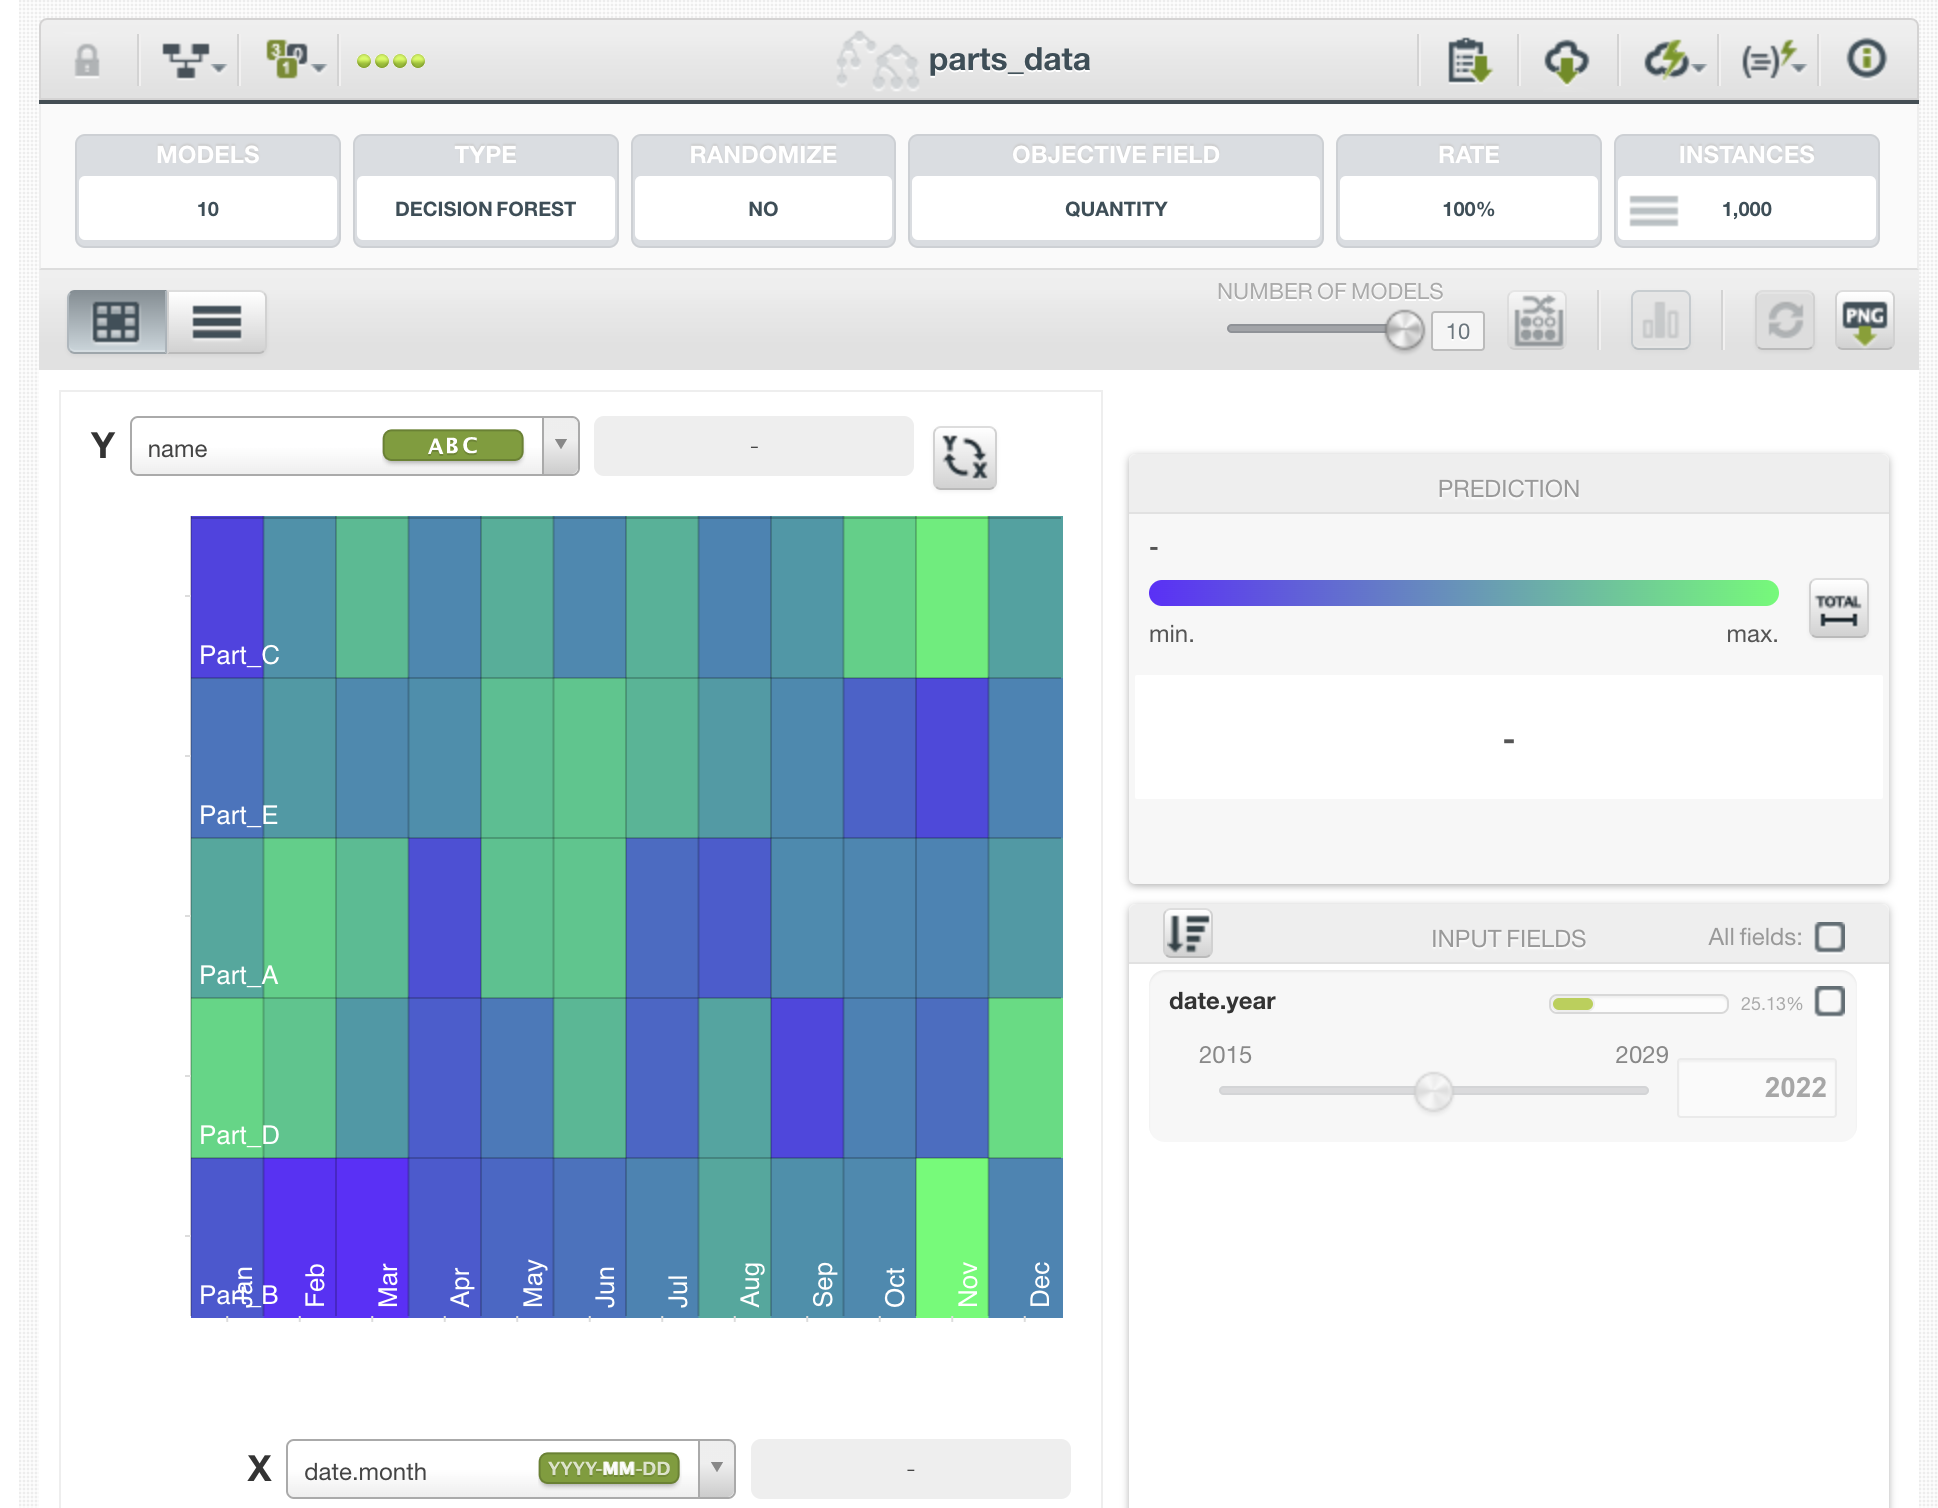 3 0 1
parts_data
MODELS
10
TYPE
DECISION FOREST
RANDOMIZE
NO
OBJECTIVE FIELD
QUANTITY
RATE
100%
INSTANCES
1,000
NUMBER OF MODELS
10
PNG
Y
name
ABC
-
Y X
PREDICTION
-
min.
max.
TOTAL
-
Part_C
Part_E
Part_A
Part_D
Part_B
Jan
Feb
Mar
Apr
May
Jun
Jul
Aug
Sep
Oct
Nov
Dec
INPUT FIELDS
All fields:
date.year
25.13%
2015
2029
2022
X
date.month
YYYY-MM-DD
-